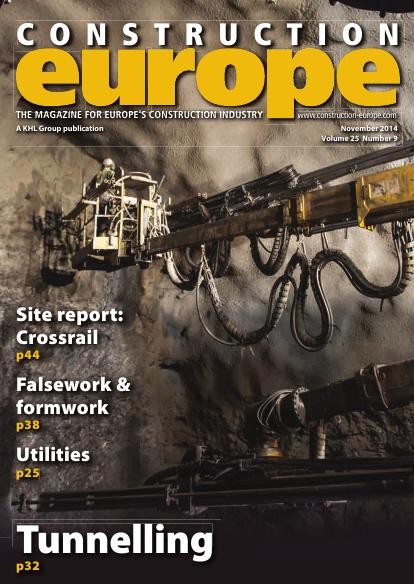 CONSTRUCTION
europe
THE MAGAZINE FOR EUROPE'S CONSTRUCTION INDUSTRY
www.construction-europe.com
A KHL Group publication
November 2014
Volume 25 Number 9
Site report:
Crossrail
p44
Falsework &
formwork
p38
Utilities
p25
Tunnelling
p32